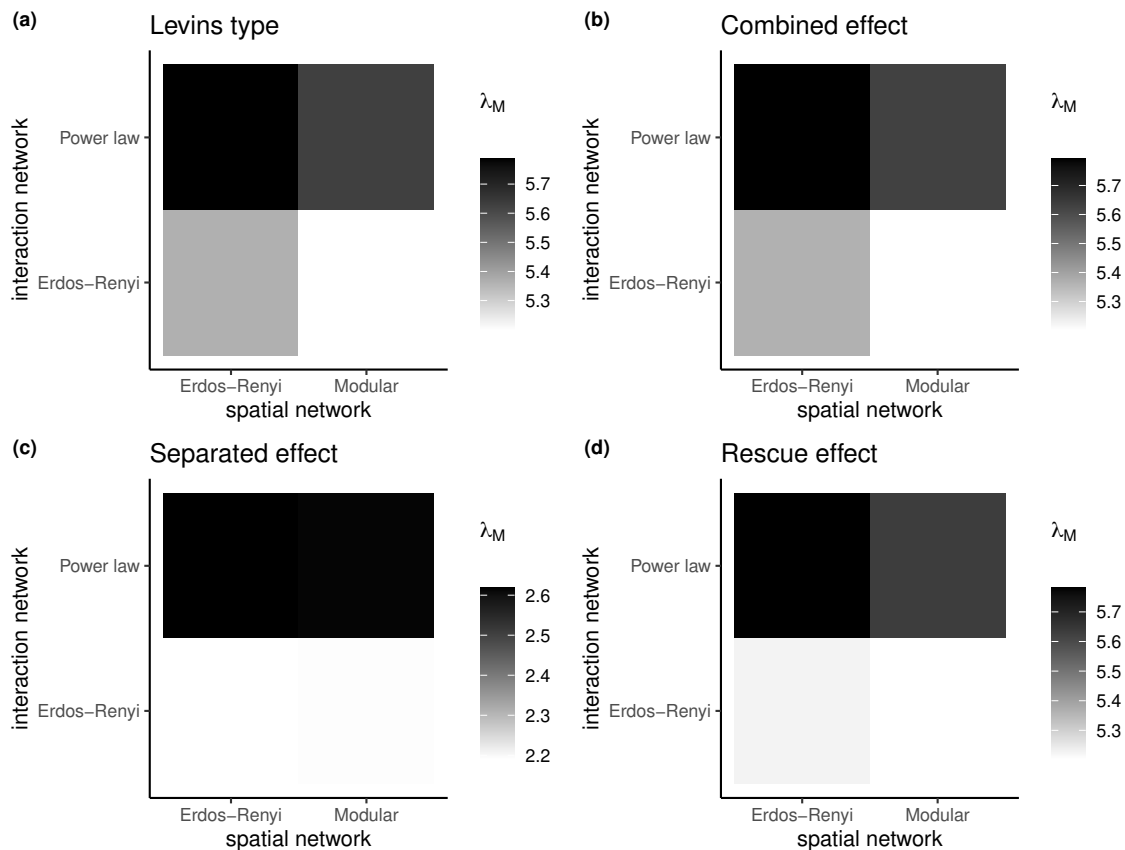 (a)
Levins type
interaction network
Power law
Erdos−Renyi
Erdos−Renyi Modular
spatial network
λM
5.7
5.6
5.5
5.4
5.3
(b)
Combined effect
interaction network
Power law
Erdos−Renyi
Erdos−Renyi Modular
spatial network
λM
5.7
5.6
5.5
5.4
5.3
(c)
Separated effect
interaction network
Power law
Erdos−Renyi
Erdos−Renyi Modular
spatial network
λM
2.6
2.5
2.4
2.3
2.2
(d)
Rescue effect
interaction network
Power law
Erdos−Renyi
Erdos−Renyi Modular
spatial network
λM
5.7
5.6
5.5
5.4
5.3